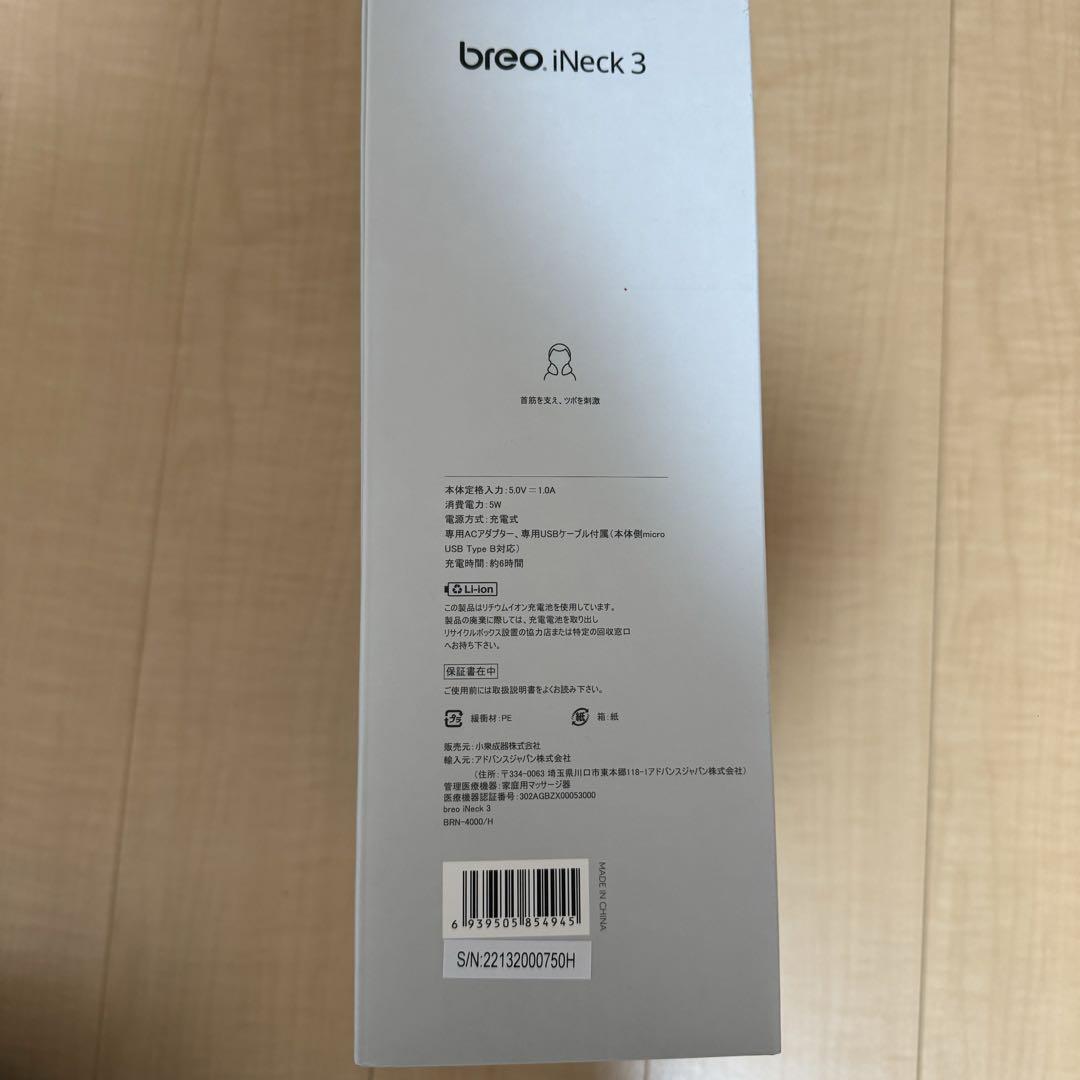 breo. iNeck 3
首筋を支え、ツボを刺激
本体定格入力:5.0V⎓1.0A
消費電力:5W
電源方式:充電式
専用ACアダプター、専用USBケーブル付属(本体側micro
USB Type B対応)
充電時間:約6時間
Li-ion
この製品はリチウムイオン充電池を使用しています。
製品の廃棄に際しては、充電電池を取り出し
リサイクルボックス設置の協力店または特定の回収窓口
へお持ち下さい。
保証書在中
ご使用前には取扱説明書をよくお読み下さい。
プラ 緩衝材:PE 紙 箱:紙
販売元:小泉成器株式会社
輸入元:アドバンスジャパン株式会社
(住所:〒334-0063 埼玉県川口市東本郷118-1アドバンスジャパン株式会社)
管理医療機器:家庭用マッサージ器
医療機器認証番号:302AGBZX00053000
breo iNeck 3
BRN-4000/H
MADE IN CHINA
6 939505 854945
S/N:22132000750H